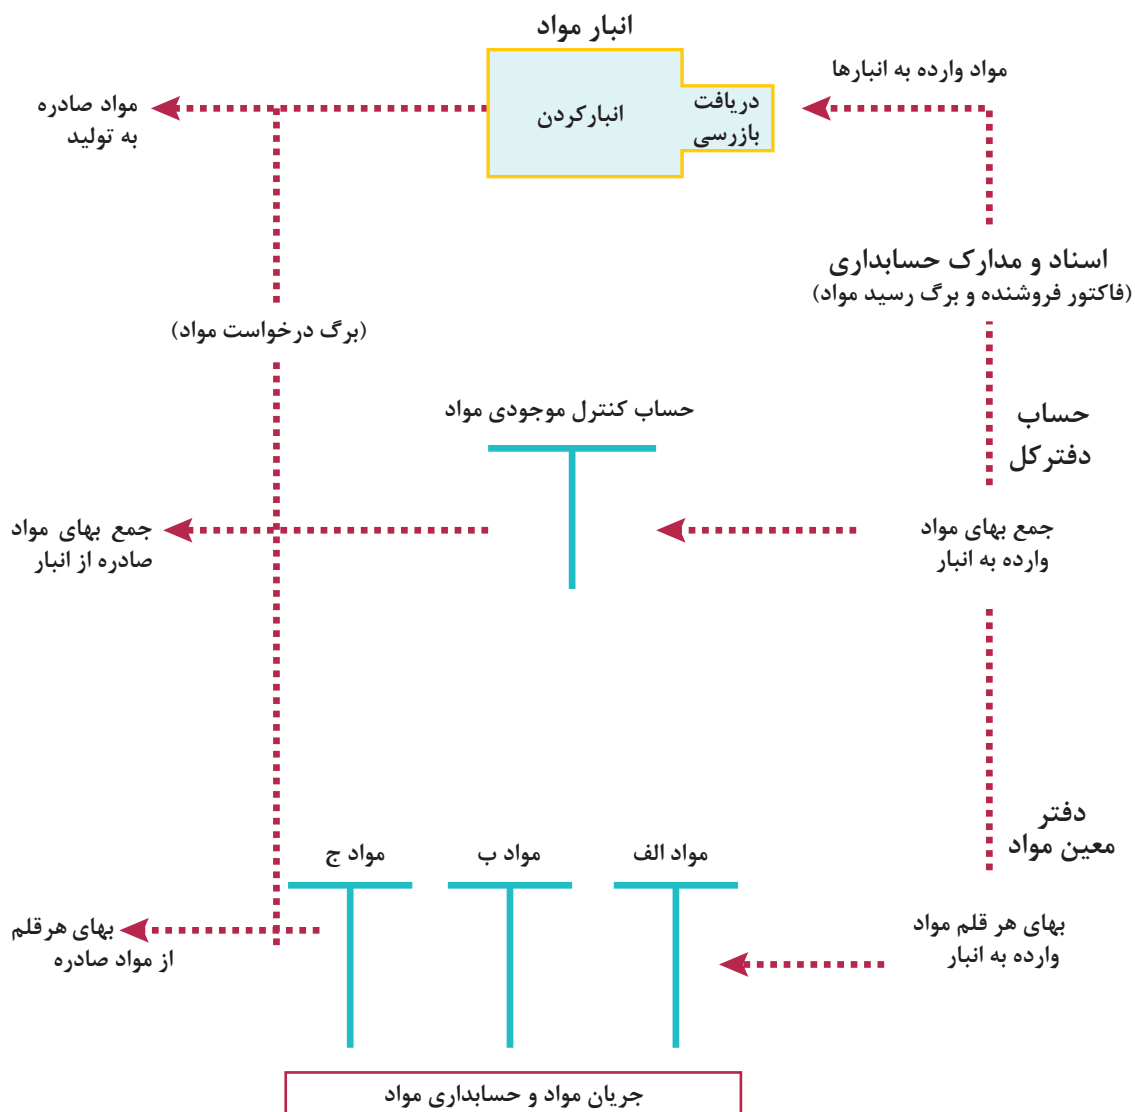 انبار مواد
مواد وارده به انبارها
دریافت
بازرسی
انبارکردن
مواد صادره
به تولید
اسناد و مدارک حسابداری
(فاکتور فروشنده و برگ رسید مواد)
(برگ درخواست مواد)
حساب
دفترکل
حساب کنترل موجودی مواد
جمع بهای مواد
وارده به انبار
جمع بهای مواد
صادره از انبار
دفتر
معین مواد
مواد الف
مواد ب
مواد ج
بهای هر قلم مواد
وارده به انبار
بهای هرقلم
از مواد صادره
جریان مواد و حسابداری مواد